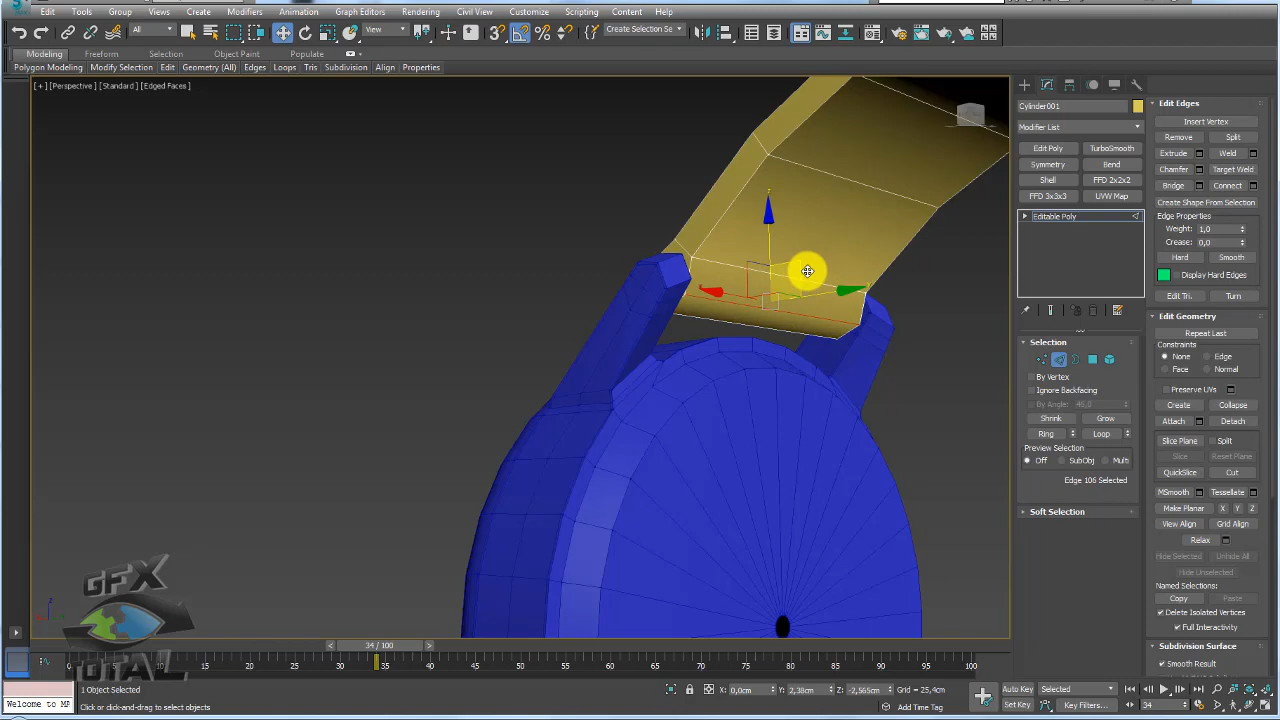 Edit Tools Group Views Create Modifiers Animation Graph Editors Rendering Civil View Customize Scripting Content Help
All View Create Selection Se
Modeling Freeform Selection Object Paint Populate
Polygon Modeling Modify Selection Edit Geometry (All) Edges Loops Tris Subdivision Align Properties
[+] [Perspective] [Standard] [Edged Faces]
Cylinder001
Modifier List
Edit Poly TurboSmooth
Symmetry Bend
Shell FFD 2x2x2
FFD 3x3x3 UVW Map
Editable Poly
Selection
By Vertex
Ignore Backfacing
By Angle: 45,0
Shrink Grow
Ring Loop
Preview Selection
Off SubObj Multi
Edge 106 Selected
Soft Selection
Edit Edges
Insert Vertex
Remove Split
Extrude Weld
Chamfer Target Weld
Bridge Connect
Create Shape From Selection
Edge Properties
Weight: 1,0
Crease: 0,0
Hard Smooth
Display Hard Edges
Edit Tri. Turn
Edit Geometry
Repeat Last
Constraints
None Edge
Face Normal
Preserve UVs
Create Collapse
Attach Detach
Slice Plane Split
Slice Reset Plane
QuickSlice Cut
MSmooth Tessellate
Make Planar X Y Z
View Align Grid Align
Relax
Hide Selected Unhide All
Hide Unselected
Named Selections:
Copy Paste
Delete Isolated Vertices
Full Interactivity
Subdivision Surface
Smooth Result
GFX
TOTAL
< 34 / 100 >
0 5 15 20 25 30 35 40 45 50 55 60 65 70 75 80 85 90 95 100
1 Object Selected X: 0,0cm Y: 2,38cm Z: -2,565cm Grid = 25,4cm Auto Key Selected
Welcome to M Click or click-and-drag to select objects Add Time Tag Set Key Key Filters... 34